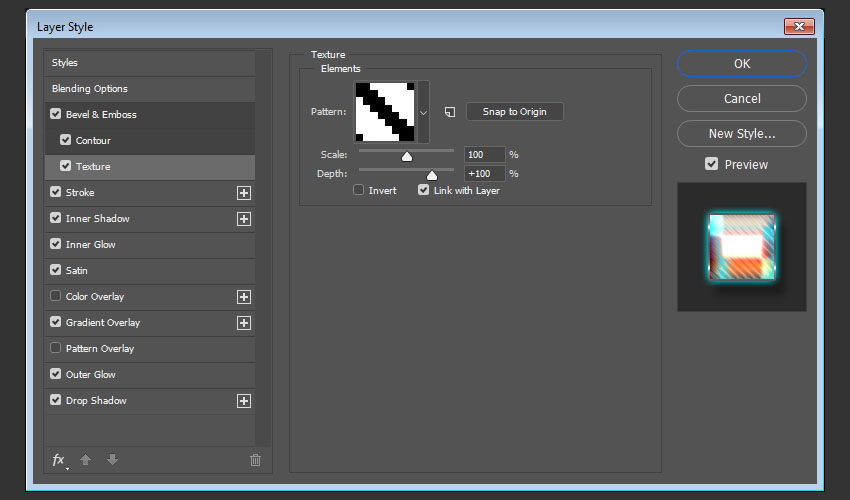 Layer Style
Styles
Blending Options
Bevel & Emboss
Contour
Texture
Stroke
Inner Shadow
Inner Glow
Satin
Color Overlay
Gradient Overlay
Pattern Overlay
Outer Glow
Drop Shadow
fx
Texture
Elements
Pattern:
Snap to Origin
Scale: 100 %
Depth: +100 %
Invert Link with Layer
OK
Cancel
New Style...
Preview